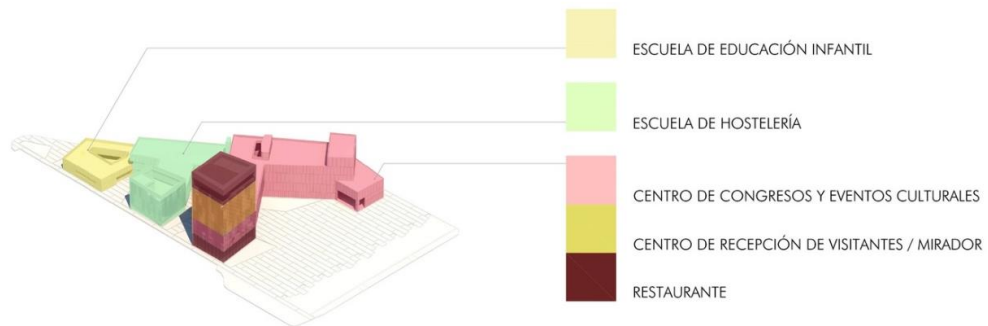 ESCUELA DE EDUCACIÓN INFANTIL
ESCUELA DE HOSTELERÍA
CENTRO DE CONGRESOS Y EVENTOS CULTURALES
CENTRO DE RECEPCIÓN DE VISITANTES / MIRADOR
RESTAURANTE